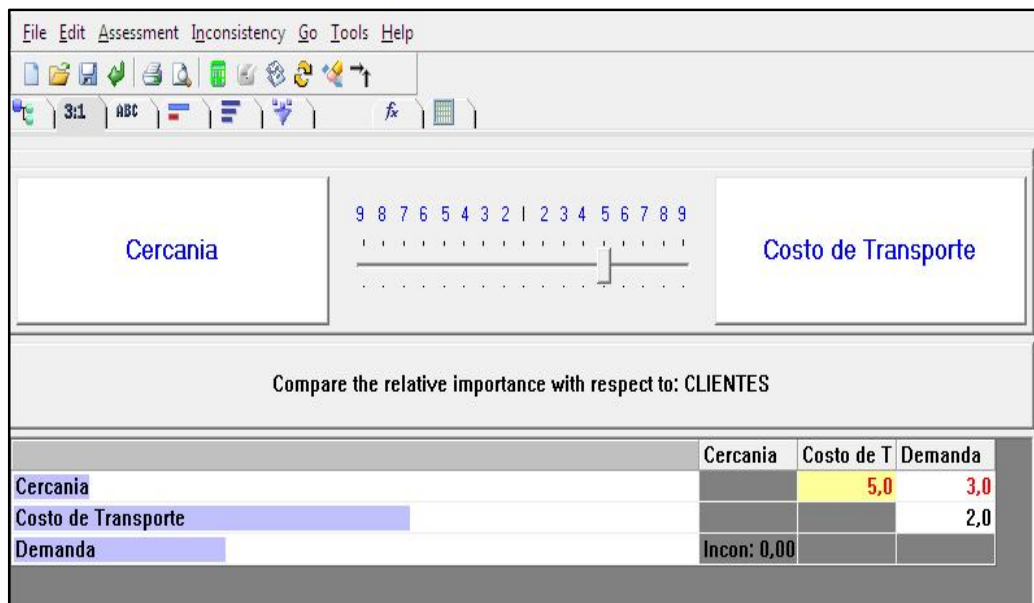 File Edit Assessment Inconsistency Go Tools Help
3:1 ABC fx
9 8 7 6 5 4 3 2 1 2 3 4 5 6 7 8 9
Cercania
Costo de Transporte
Compare the relative importance with respect to: CLIENTES
Cercania Costo de T Demanda
Cercania 5,0 3,0
Costo de Transporte 2,0
Demanda Incon: 0,00